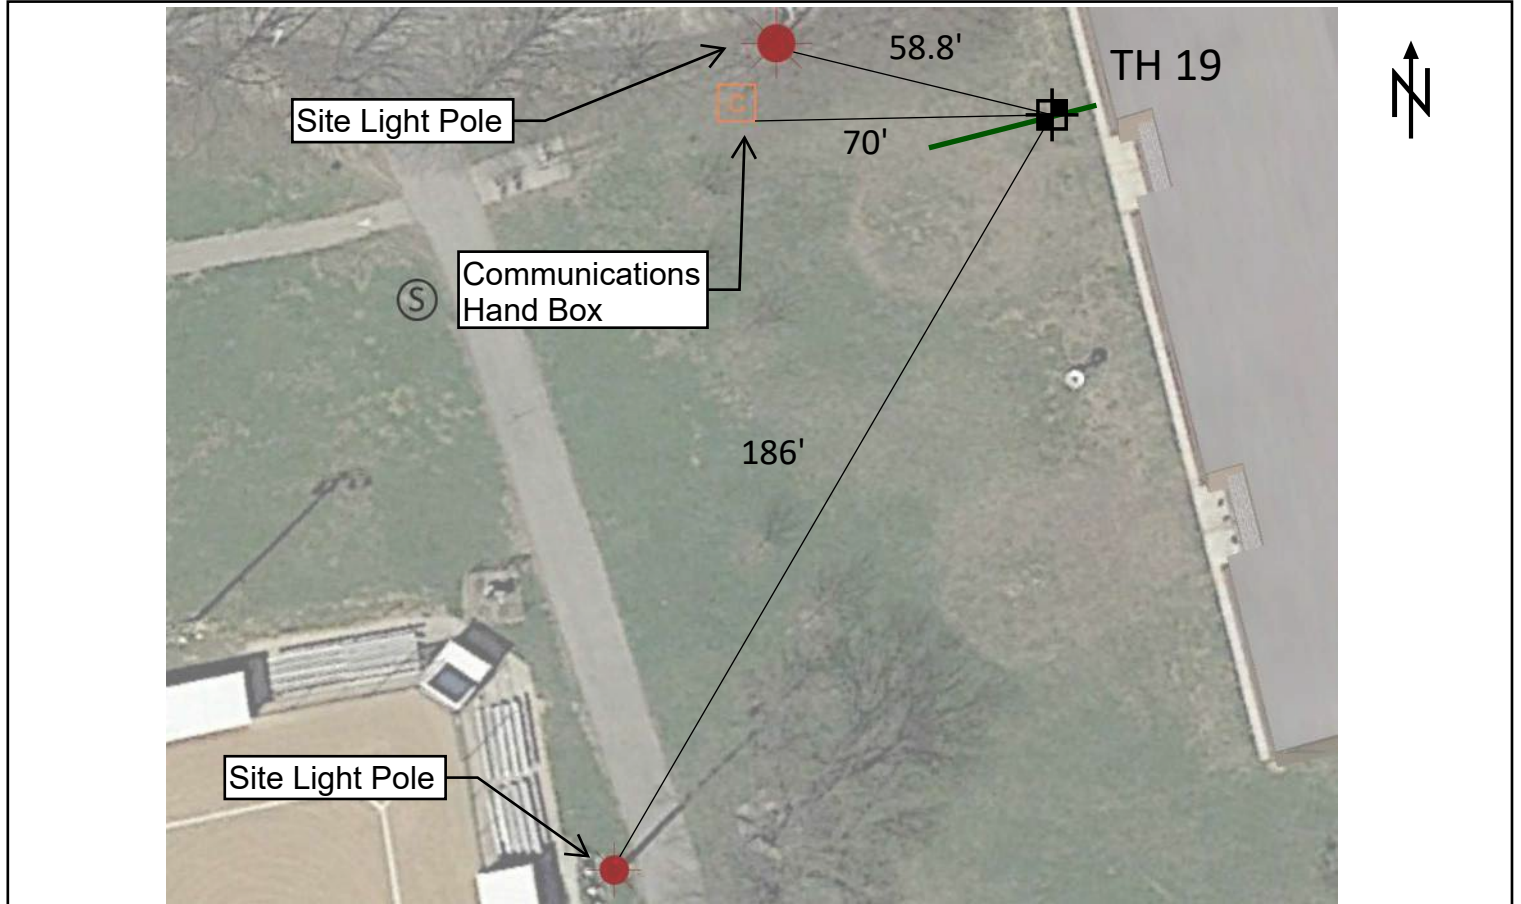 58.8'
TH 19
N
Site Light Pole
C
70'
Communications
Hand Box
S
186'
Site Light Pole